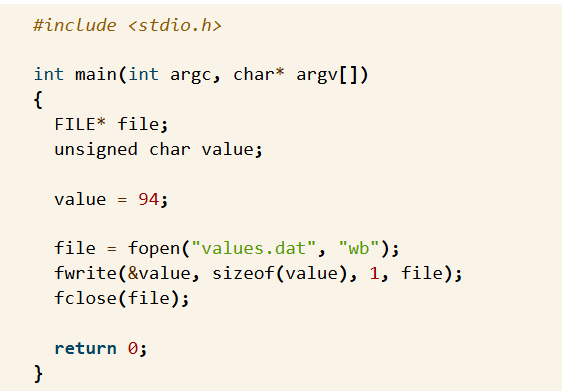 #include <stdio.h>
int main(int argc, char* argv[])
{
FILE* file;
unsigned char value;
value = 94;
file = fopen("values.dat", "wb");
fwrite(&value, sizeof(value), 1, file);
fclose(file);
return 0;
}